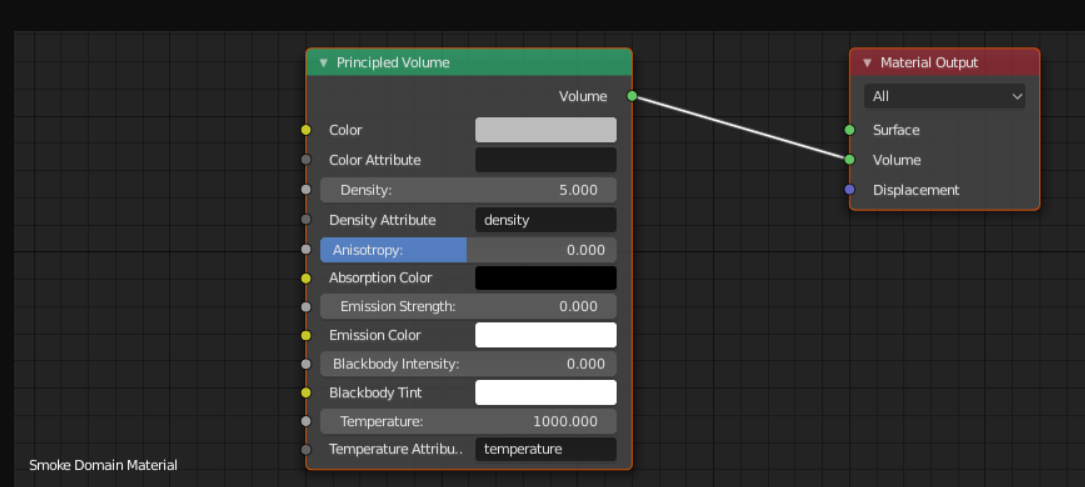 Principled Volume
Volume
Color
Color Attribute
Density: 5.000
Density Attribute density
Anisotropy: 0.000
Absorption Color
Emission Strength: 0.000
Emission Color
Blackbody Intensity: 0.000
Blackbody Tint
Temperature: 1000.000
Temperature Attribu.. temperature
Material Output
All
Surface
Volume
Displacement
Smoke Domain Material